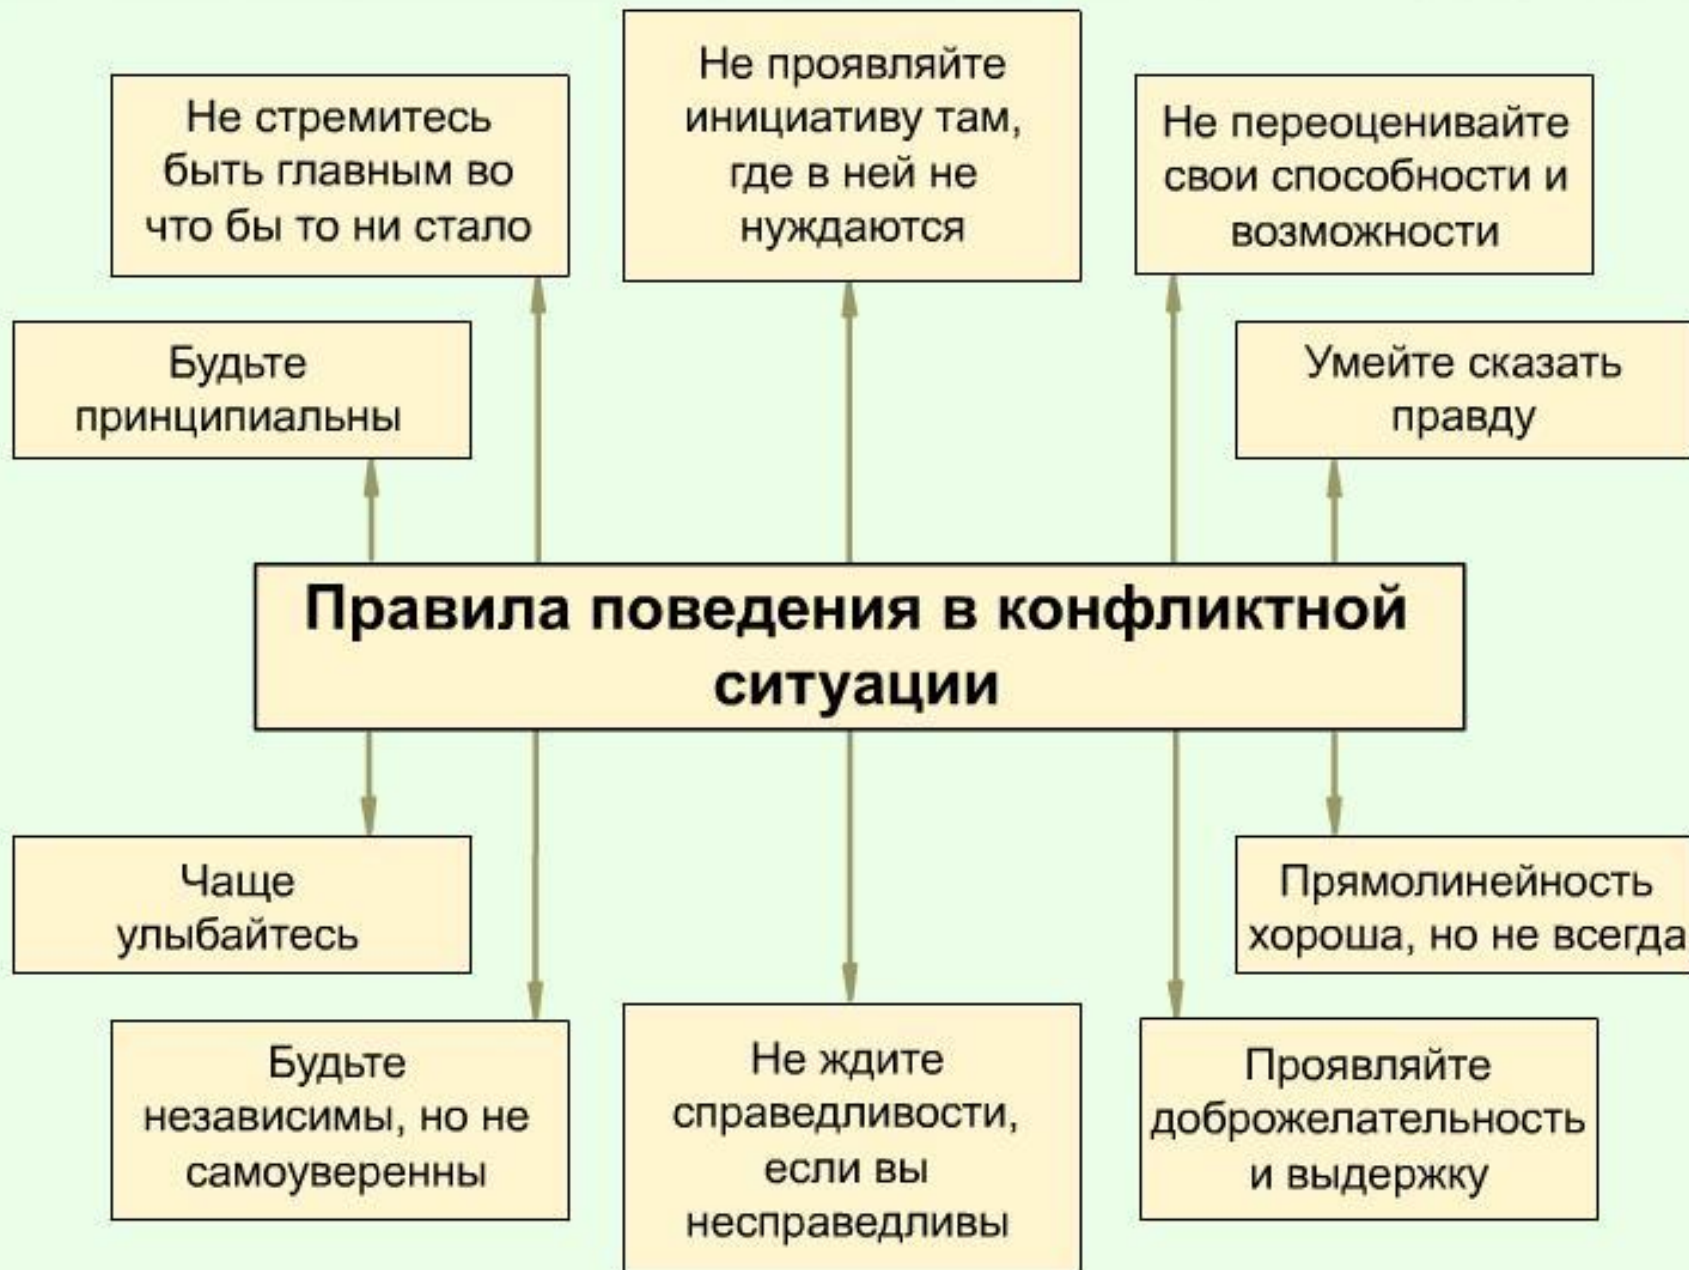 Не проявляйте
инициативу там,
где в ней не
нуждаются
Не стремитесь
быть главным во
что бы то ни стало
Не переоценивайте
свои способности и
возможности
Будьте
принципиальны
Умейте сказать
правду
Правила поведения в конфликтной
ситуации
Чаще
улыбайтесь
Прямолинейность
хороша, но не всегда
Будьте
независимы, но не
самоуверенны
Не ждите
справедливости,
если вы
несправедливы
Проявляйте
доброжелательность
и выдержку